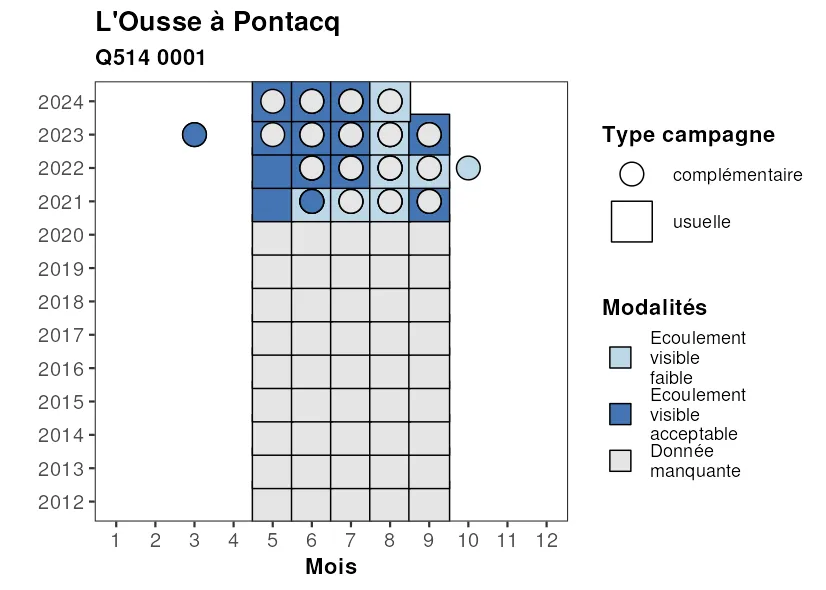 L'Ousse à Pontacq
Q514 0001
2024
2023
2022
2021
2020
2019
2018
2017
2016
2015
2014
2013
2012
1 2 3 4 5 6 7 8 9 10 11 12
Mois
Type campagne
complémentaire
usuelle
Modalités
Ecoulement
visible
faible
Ecoulement
visible
acceptable
Donnée
manquante